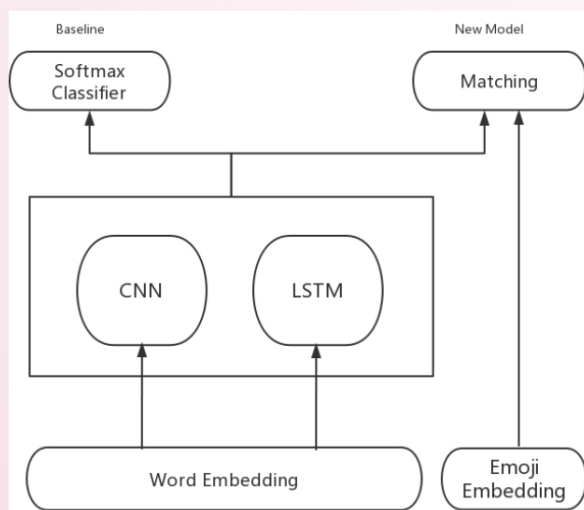 Baseline
New Model
Softmax
Classifier
Matching
CNN
LSTM
Word Embedding
Emoji
Embedding